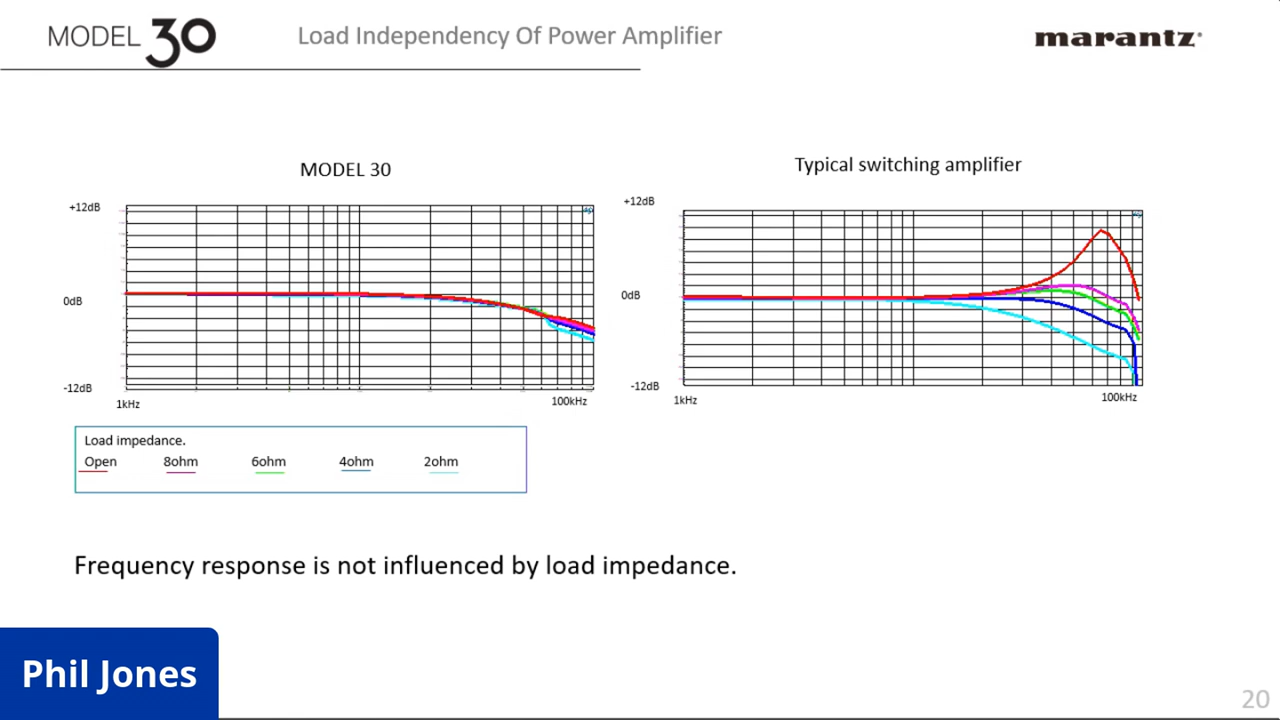 MODEL 30
Load Independency Of Power Amplifier
marantz
MODEL 30
Typical switching amplifier
+12dB
0dB
-12dB
1kHz
100kHz
+12dB
0dB
-12dB
1kHz
100kHz
Load impedance.
Open 8ohm 6ohm 4ohm 2ohm
Frequency response is not influenced by load impedance.
Phil Jones
20